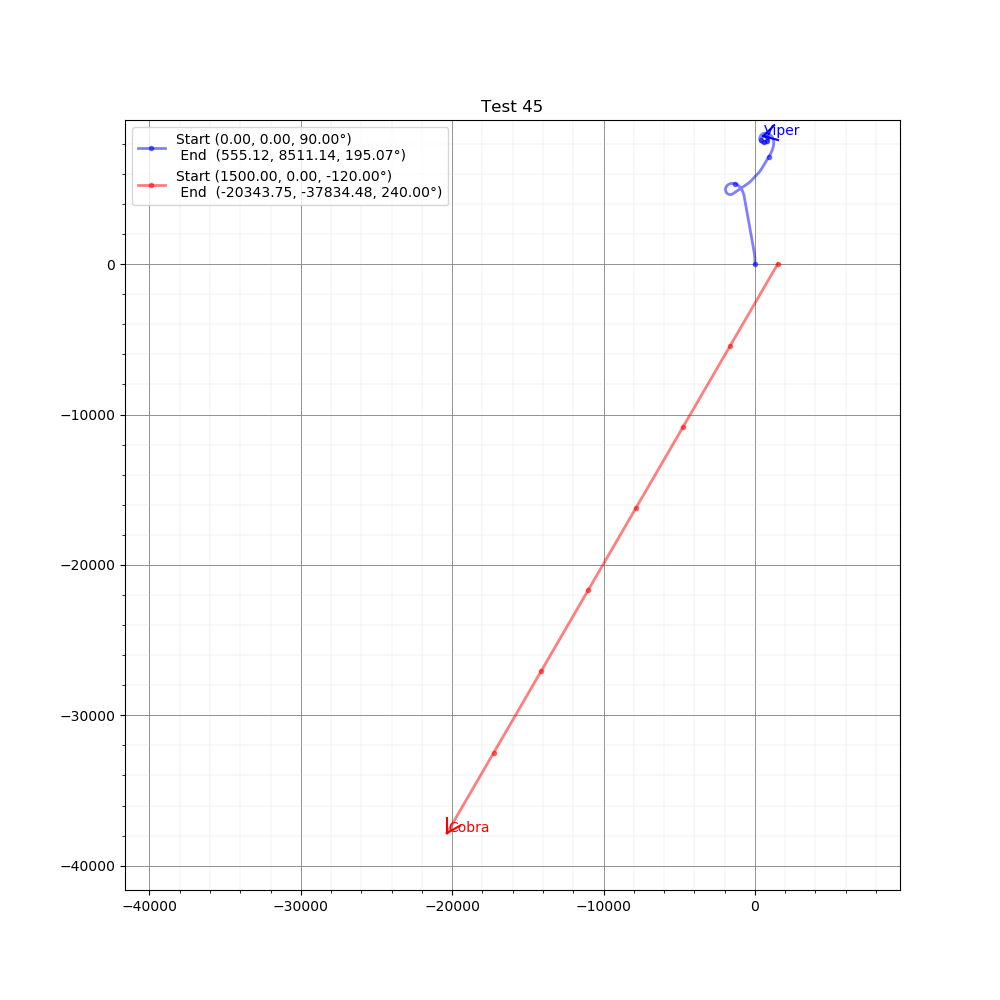 Test 45
Start (0.00, 0.00, 90.00°)
End (555.12, 8511.14, 195.07°)
Start (1500.00, 0.00, -120.00°)
End (-20343.75, -37834.48, 240.00°)
Viper
0
−10000
−20000
−30000
−40000
Cobra
−40000
−30000
−20000
−10000
0